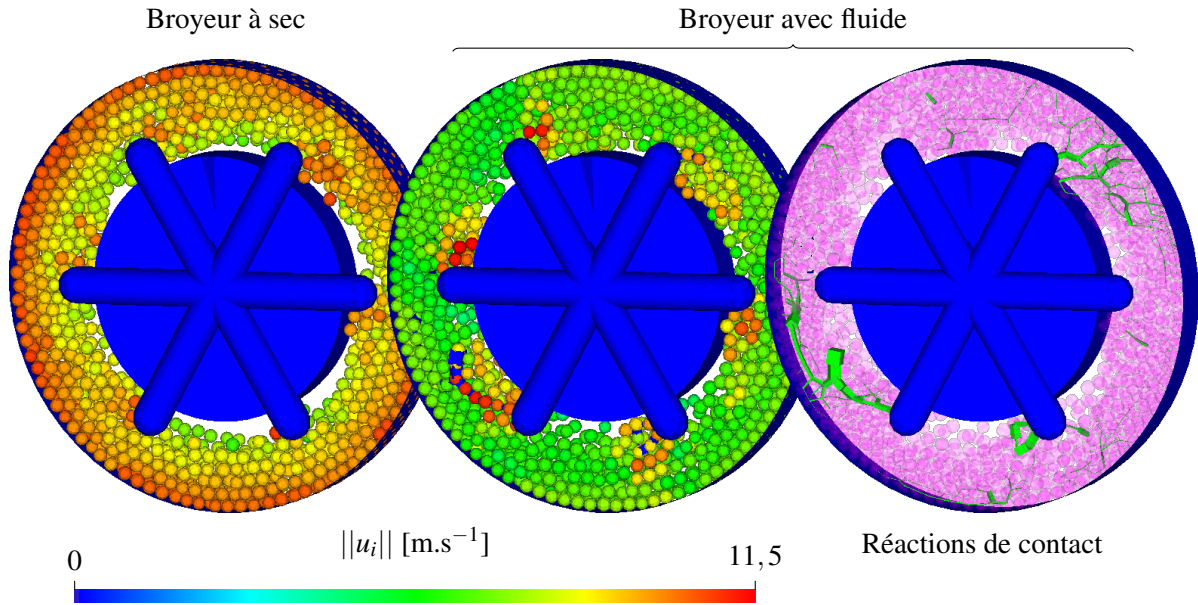 Broyeur à sec
Broyeur avec fluide
||u_i|| [m.s⁻¹]
Réactions de contact
0
11,5